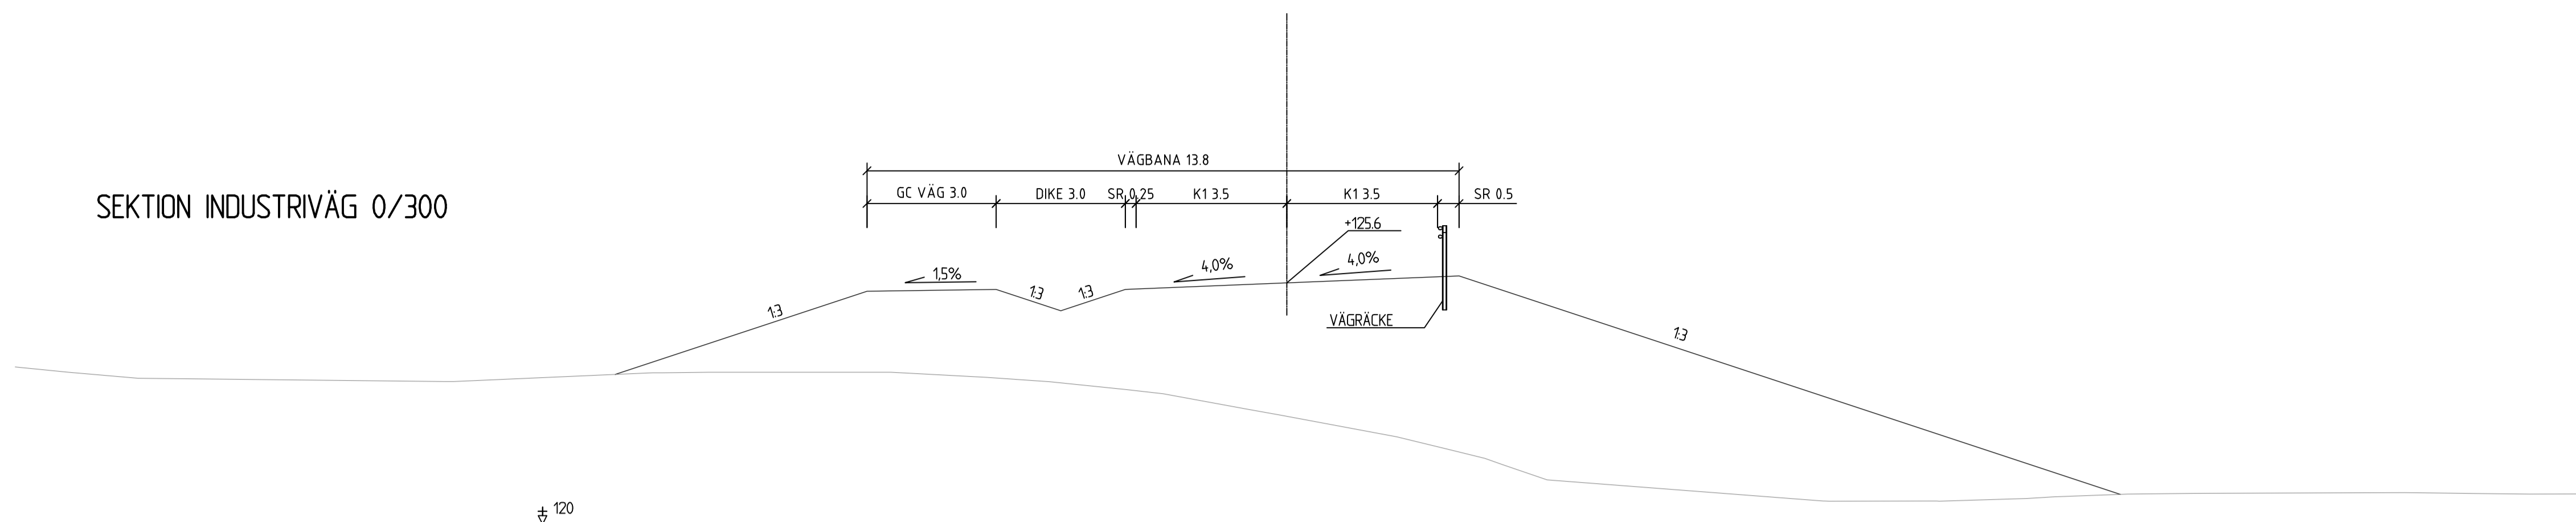 VÄGBANA 13.8
GC VÄG 3.0
DIKE 3.0
SR 0.25
K1 3.5
K1 3.5
SR 0.5
SEKTION INDUSTRIVÄG 0/300
+125.6
1,5%
4,0%
4,0%
1:3
1:3
1:3
VÄGRÄCKE
1:3
120